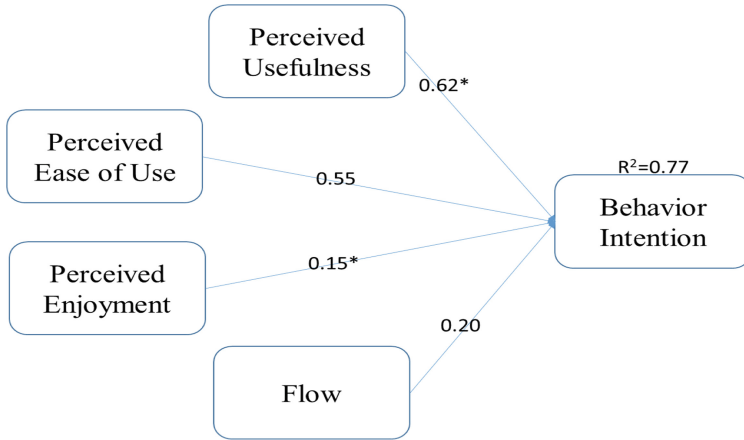 Perceived
Usefulness
0.62*
Perceived
Ease of Use
0.55
R²=0.77
Behavior
Intention
Perceived
Enjoyment
0.15*
0.20
Flow